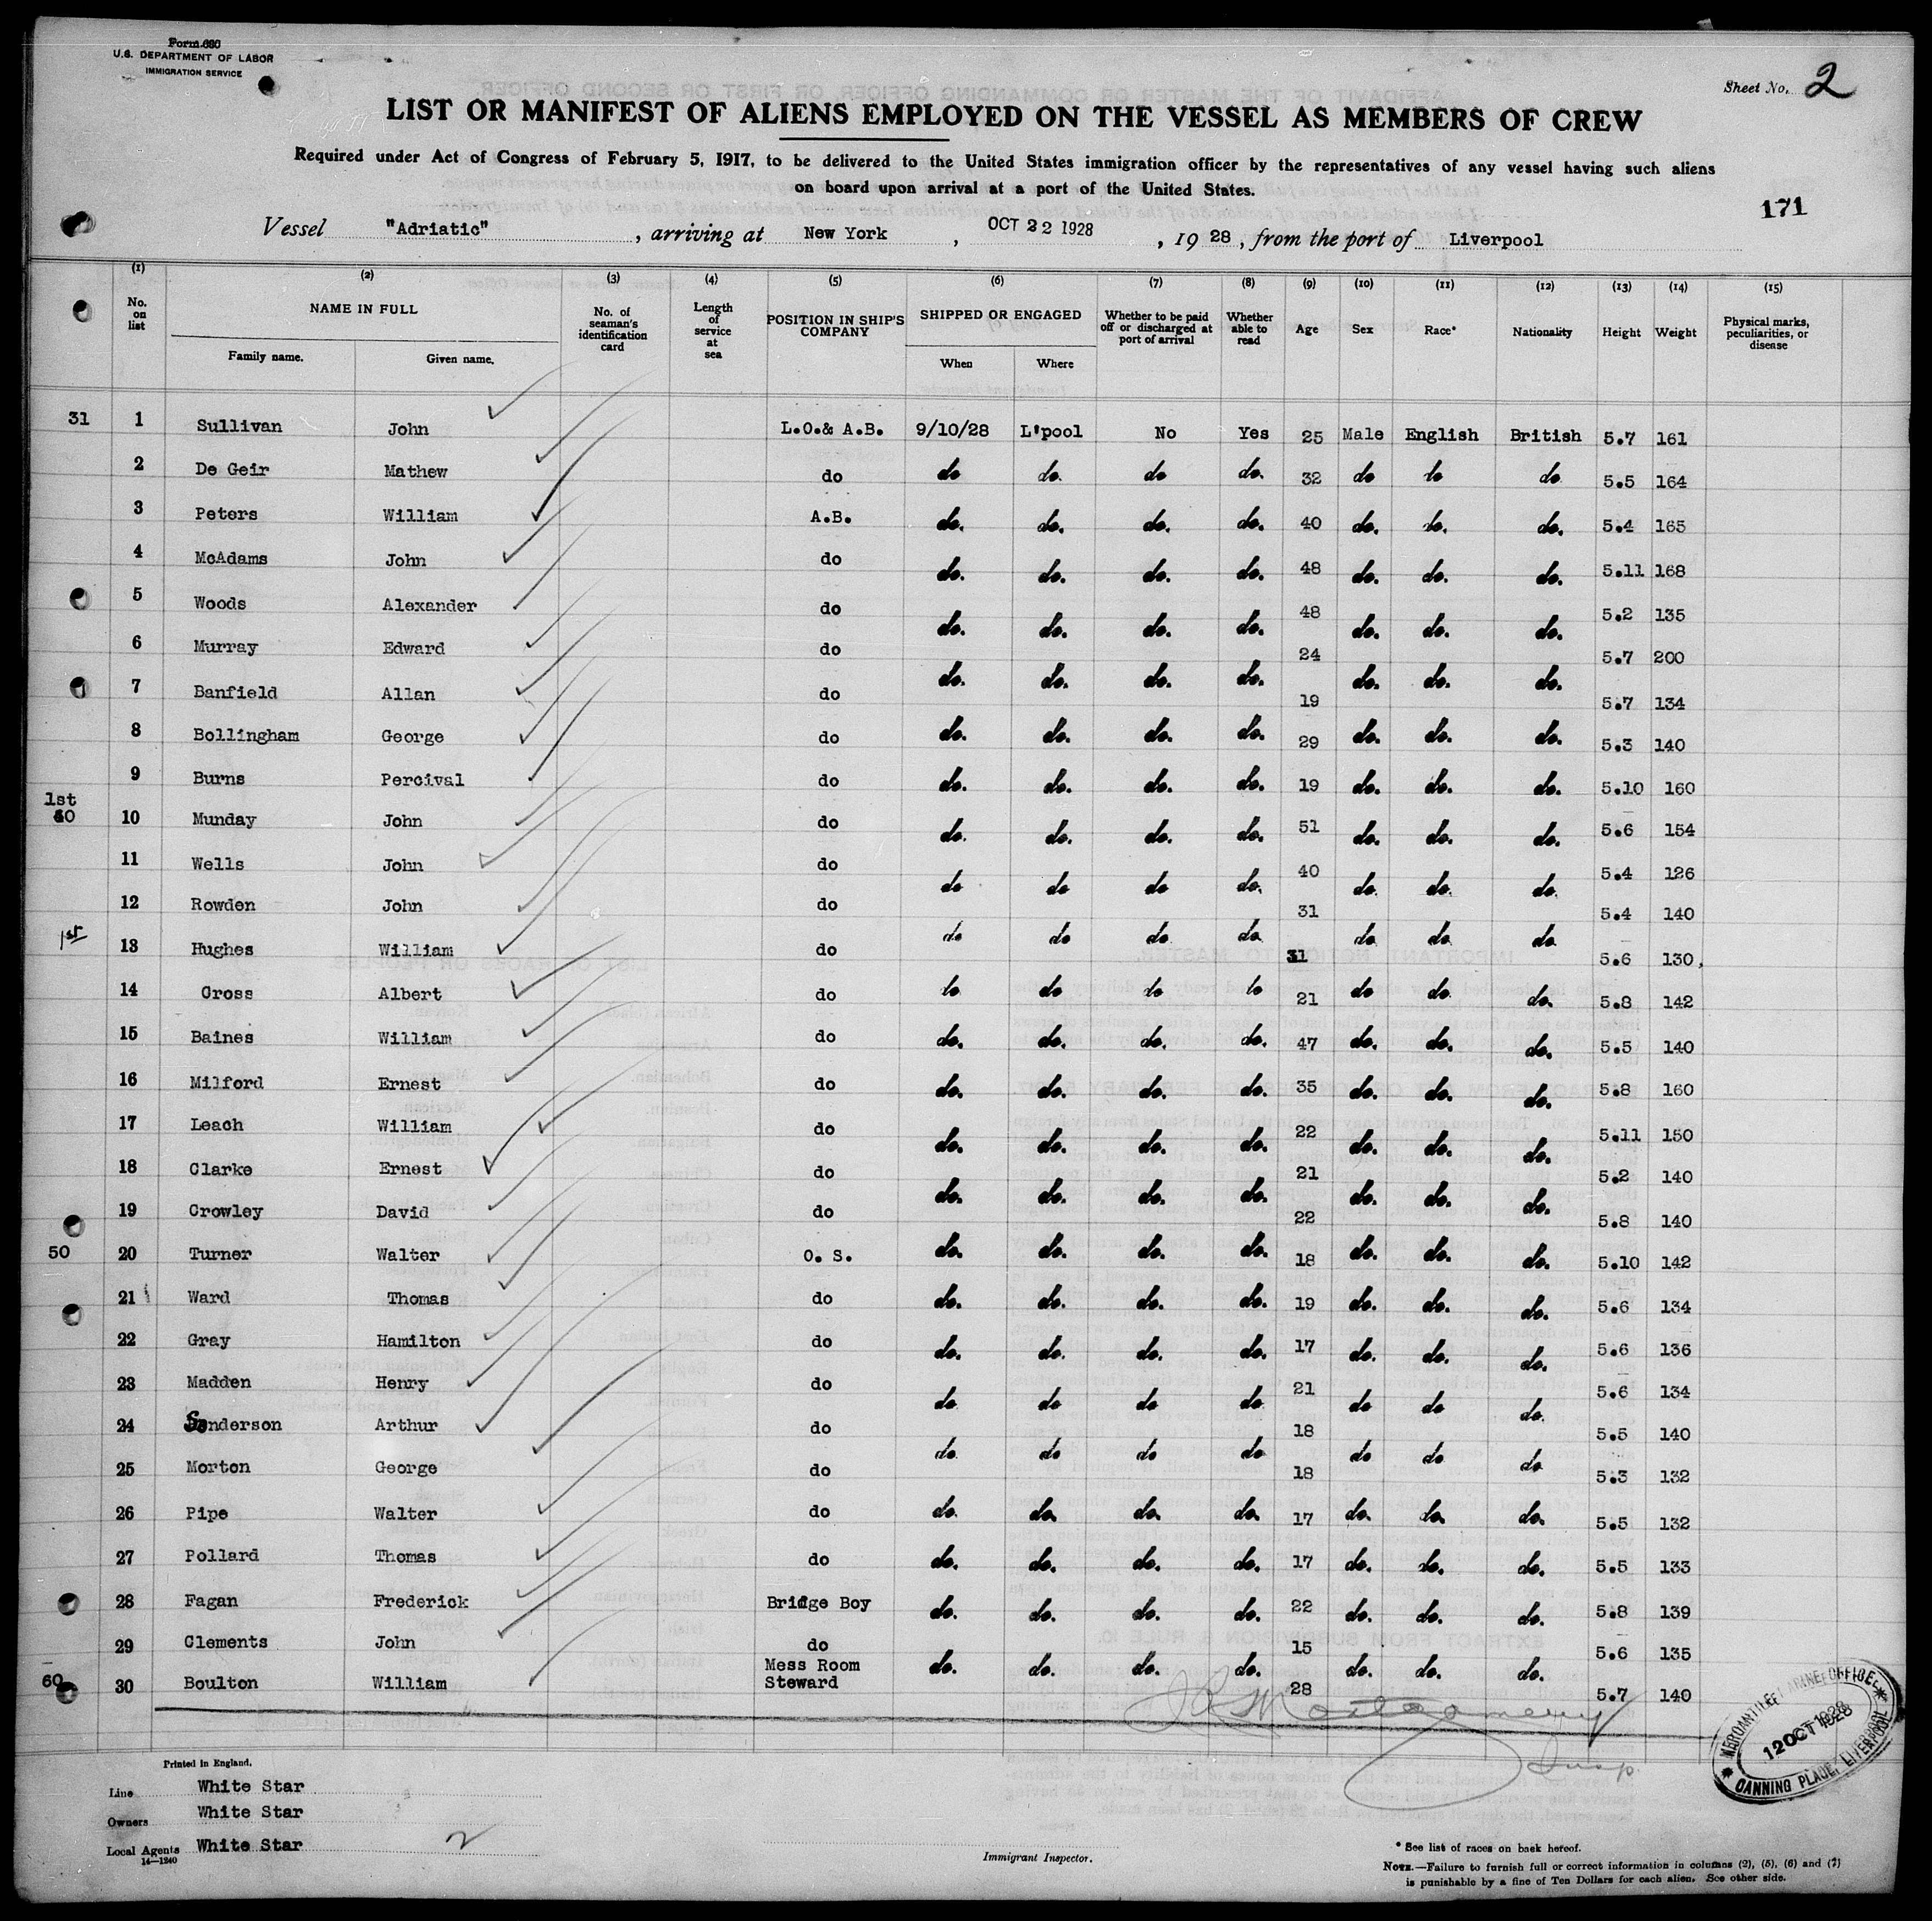 Form 680
U.S. DEPARTMENT OF LABOR
IMMIGRATION SERVICE
Sheet No. 2
LIST OR MANIFEST OF ALIENS EMPLOYED ON THE VESSEL AS MEMBERS OF CREW
Required under Act of Congress of February 5, 1917, to be delivered to the United States immigration officer by the representatives of any vessel having such aliens
on board upon arrival at a port of the United States.
171
Vessel "Adriatic", arriving at New York, OCT 22 1928, 1928, from the port of Liverpool
(1) No. on list (2) NAME IN FULL Family name. Given name. (3) No. of seaman's identification card (4) Length of service at sea (5) POSITION IN SHIP'S COMPANY (6) SHIPPED OR ENGAGED When Where (7) Whether to be paid off or discharged at port of arrival (8) Whether able to read (9) Age (10) Sex (11) Race* (12) Nationality (13) Height (14) Weight (15) Physical marks, peculiarities, or disease
31 1 Sullivan John L.O.& A.B. 9/10/28 L'pool No Yes 25 Male English British 5.7 161
2 De Geir Mathew do do do. do do. 32 do do do 5.5 164
3 Peters William A.B. do. do. do. do. 40 do. do. do. 5.4 165
4 McAdams John do do. do. do. do. 48 do. do. do. 5.11 168
5 Woods Alexander do do. do. do. do. 48 do. do. do. 5.2 135
6 Murray Edward do do. do. do. do. 24 do. do. do. 5.7 200
7 Banfield Allan do do. do. do. do. 19 do. do. do. 5.7 134
8 Bollingham George do do. do. do. do. 29 do. do. do. 5.3 140
9 Burns Percival do do. do. do. do. 19 do. do. do. 5.10 160
1st
40 10 Munday John do do. do. do. do. 51 do. do. do. 5.6 154
11 Wells John do do do do do. 40 do. do. do. 5.4 126
12 Rowden John do do do do do 31 do do do 5.4 140
1st 13 Hughes William do do do do do 31 do do do. 5.6 130
14 Cross Albert do do. do. do. do. 21 do. do. do. 5.8 142
15 Baines William do do. do. do. do. 47 do. do. do. 5.5 140
16 Milford Ernest do do. do. do. do. 35 do. do. do. 5.8 160
17 Leach William do do. do. do. do. 22 do. do. do. 5.11 150
18 Clarke Ernest do do. do. do. do. 21 do. do. do. 5.2 140
19 Crowley David do do. do. do. do. 22 do. do. do. 5.8 140
50 20 Turner Walter O. S. do. do. do. do. 18 do. do. do. 5.10 142
21 Ward Thomas do do. do. do. do. 19 do. do. do. 5.6 134
22 Gray Hamilton do do. do. do. do. 17 do. do. do. 5.6 136
23 Madden Henry do do do do do 21 do do do. 5.6 134
24 Sanderson Arthur do do do do do 18 do do do 5.5 140
25 Morton George do do. do. do. do. 18 do. do. do. 5.3 132
26 Pipe Walter do do. do. do. do. 17 do. do. do. 5.5 132
27 Pollard Thomas do do. do. do. do. 17 do. do. do. 5.5 133
28 Fagan Frederick Bridge Boy do. do. do. do. 22 do. do. do. 5.8 139
29 Clements John do do. do. do. do. 15 do. do. do. 5.6 135
60 30 Boulton William Mess Room Steward 28 5.7 140
Montgomery
Insp.
MERCANTILE MARINE OFFICE
12 OCT 1928
CANNING PLACE, LIVERPOOL
Printed in England.
Line White Star
Owners White Star
Local Agents White Star 2
14—1240
Immigrant Inspector.
* See list of races on back hereof.
NOTE.—Failure to furnish full or correct information in columns (2), (5), (6) and (7)
is punishable by a fine of Ten Dollars for each alien. See other side.